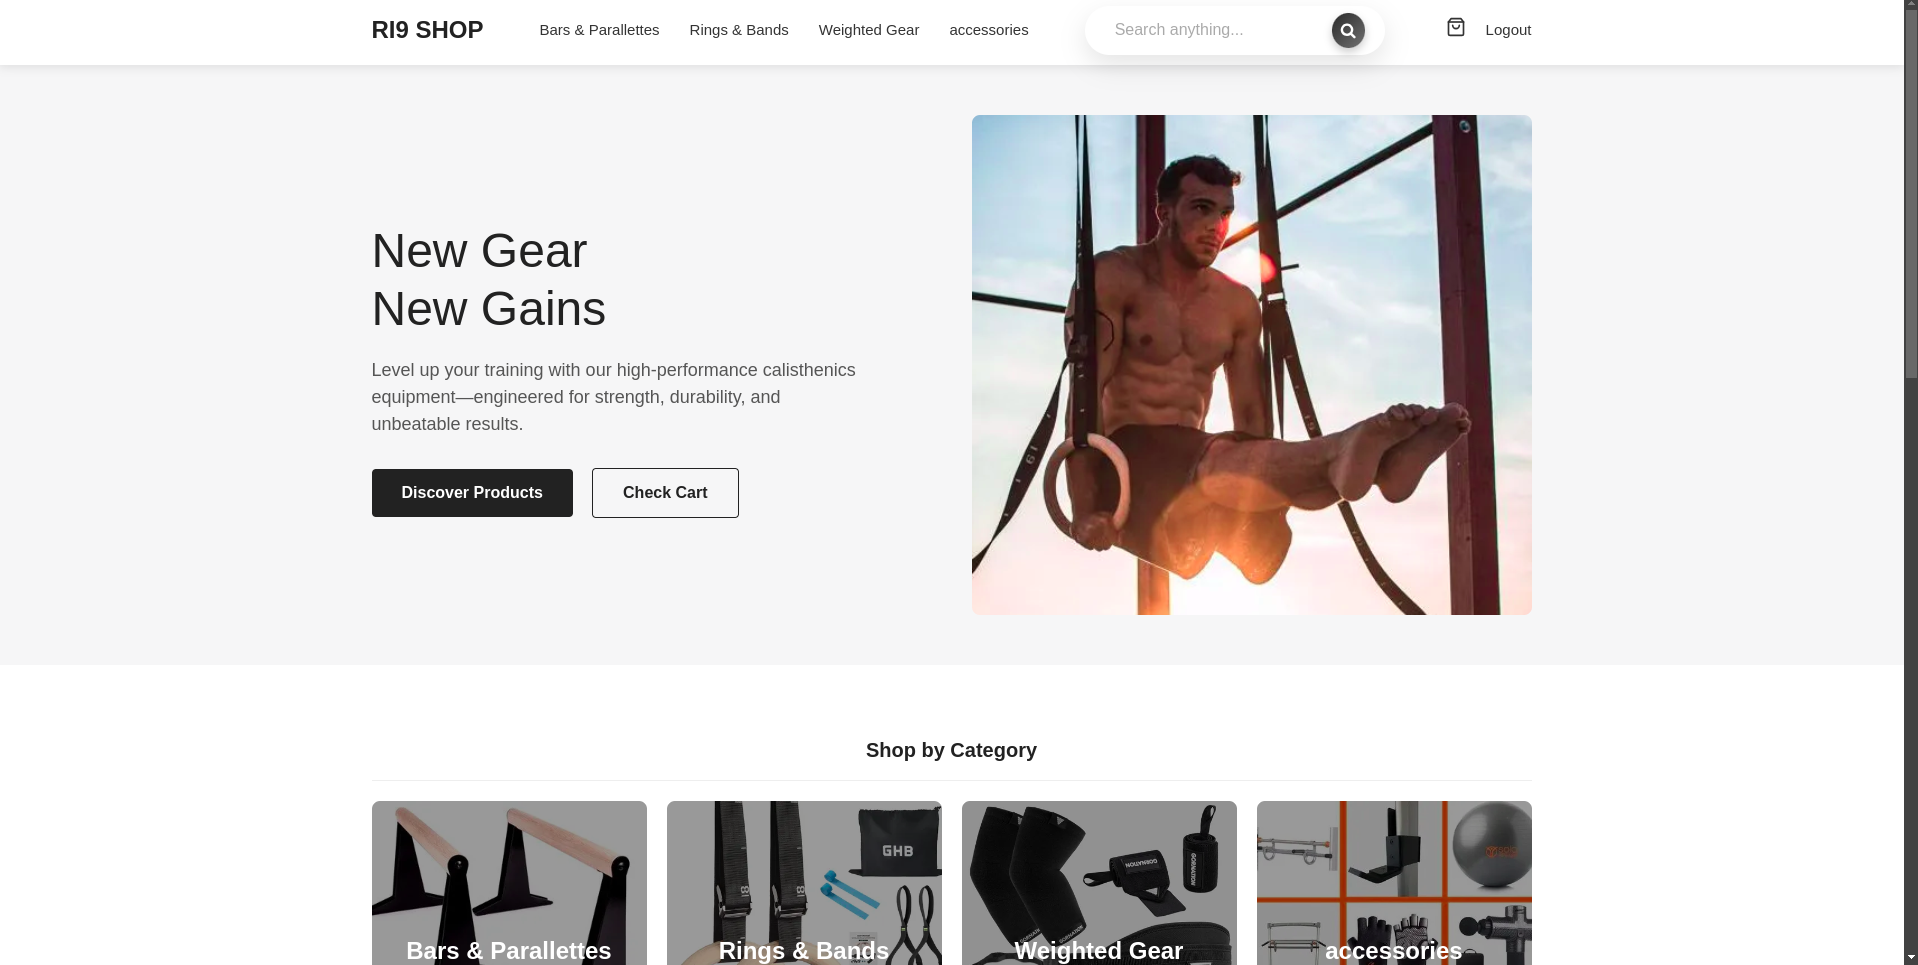 RI9 SHOP
Bars & Parallettes
Rings & Bands
Weighted Gear
accessories
Search anything...
Logout
New Gear
New Gains
Level up your training with our high-performance calisthenics
equipment—engineered for strength, durability, and
unbeatable results.
Discover Products
Check Cart
Shop by Category
GHB
GORNATION
GORNATION
Bars & Parallettes
Rings & Bands
Weighted Gear
accessories